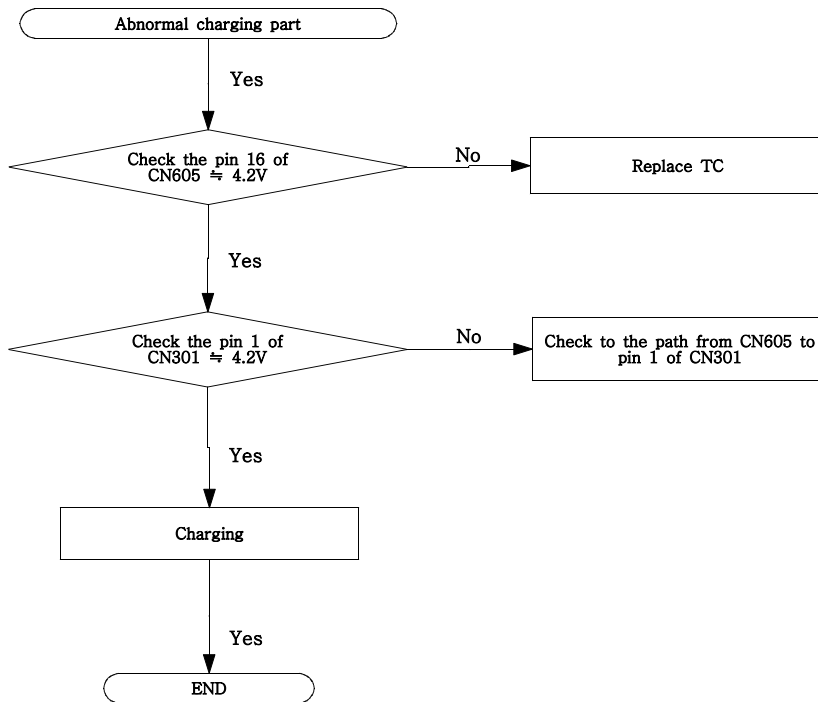 Abnormal charging part
Yes
Check the pin 16 of
CN605 ≒ 4.2V
No
Replace TC
Yes
Check the pin 1 of
CN301 ≒ 4.2V
No
Check to the path from CN605 to
pin 1 of CN301
Yes
Charging
Yes
END